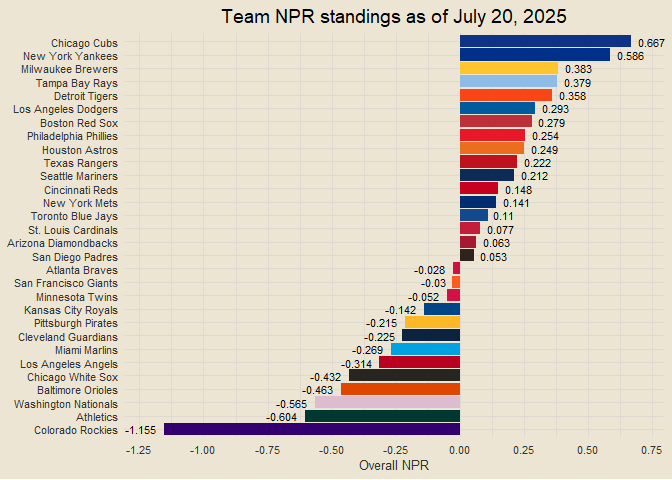 Team NPR standings as of July 20, 2025
Chicago Cubs 0.667
New York Yankees 0.586
Milwaukee Brewers 0.383
Tampa Bay Rays 0.379
Detroit Tigers 0.358
Los Angeles Dodgers 0.293
Boston Red Sox 0.279
Philadelphia Phillies 0.254
Houston Astros 0.249
Texas Rangers 0.222
Seattle Mariners 0.212
Cincinnati Reds 0.148
New York Mets 0.141
Toronto Blue Jays 0.11
St. Louis Cardinals 0.077
Arizona Diamondbacks 0.063
San Diego Padres 0.053
Atlanta Braves -0.028
San Francisco Giants -0.03
Minnesota Twins -0.052
Kansas City Royals -0.142
Pittsburgh Pirates -0.215
Cleveland Guardians -0.225
Miami Marlins -0.269
Los Angeles Angels -0.314
Chicago White Sox -0.432
Baltimore Orioles -0.463
Washington Nationals -0.565
Athletics -0.604
Colorado Rockies -1.155
-1.25 -1.00 -0.75 -0.50 -0.25 0.00 0.25 0.50 0.75
Overall NPR